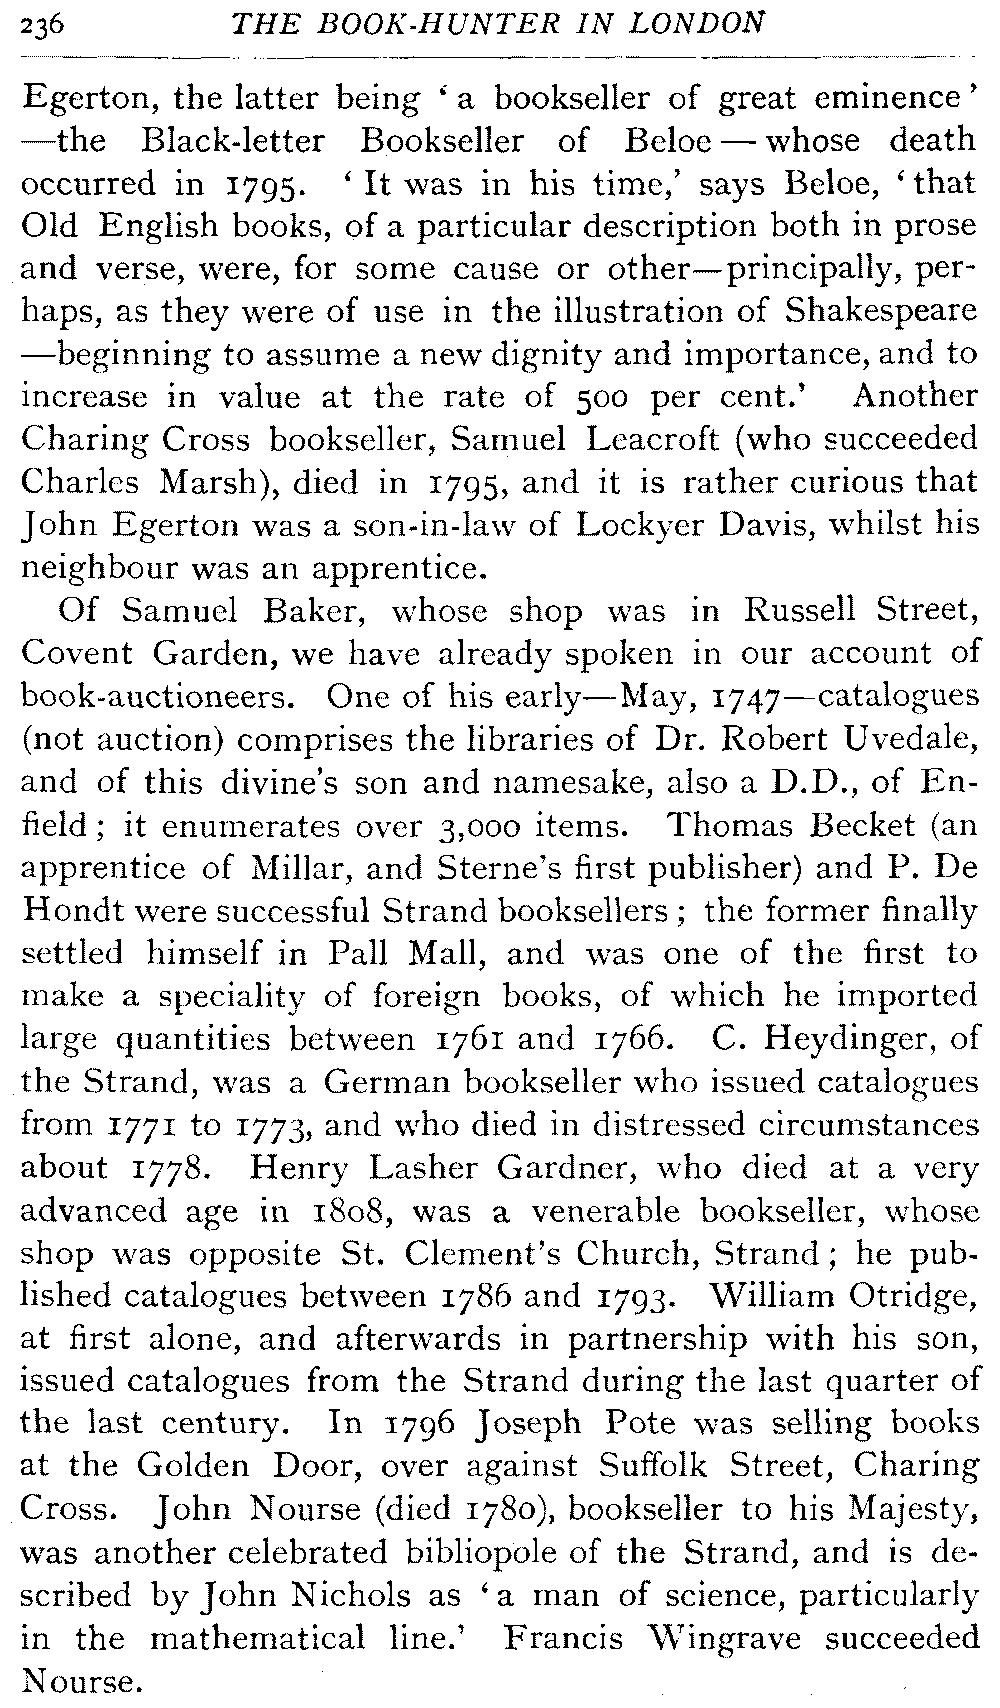 236 THE BOOK-HUNTER IN LONDON
Egerton, the latter being ‘a bookseller of great eminence’
—the Black-letter Bookseller of Beloe — whose death
occurred in 1795. ‘It was in his time,’ says Beloe, ‘that
Old English books, of a particular description both in prose
and verse, were, for some cause or other—principally, per-
haps, as they were of use in the illustration of Shakespeare
—beginning to assume a new dignity and importance, and to
increase in value at the rate of 500 per cent.’ Another
Charing Cross bookseller, Samuel Leacroft (who succeeded
Charles Marsh), died in 1795, and it is rather curious that
John Egerton was a son-in-law of Lockyer Davis, whilst his
neighbour was an apprentice.
Of Samuel Baker, whose shop was in Russell Street,
Covent Garden, we have already spoken in our account of
book-auctioneers. One of his early—May, 1747—catalogues
(not auction) comprises the libraries of Dr. Robert Uvedale,
and of this divine's son and namesake, also a D.D., of En-
field; it enumerates over 3,000 items. Thomas Becket (an
apprentice of Millar, and Sterne's first publisher) and P. De
Hondt were successful Strand booksellers; the former finally
settled himself in Pall Mall, and was one of the first to
make a speciality of foreign books, of which he imported
large quantities between 1761 and 1766. C. Heydinger, of
the Strand, was a German bookseller who issued catalogues
from 1771 to 1773, and who died in distressed circumstances
about 1778. Henry Lasher Gardner, who died at a very
advanced age in 1808, was a venerable bookseller, whose
shop was opposite St. Clement's Church, Strand; he pub-
lished catalogues between 1786 and 1793. William Otridge,
at first alone, and afterwards in partnership with his son,
issued catalogues from the Strand during the last quarter of
the last century. In 1796 Joseph Pote was selling books
at the Golden Door, over against Suffolk Street, Charing
Cross. John Nourse (died 1780), bookseller to his Majesty,
was another celebrated bibliopole of the Strand, and is de-
scribed by John Nichols as ‘a man of science, particularly
in the mathematical line.’ Francis Wingrave succeeded
Nourse.